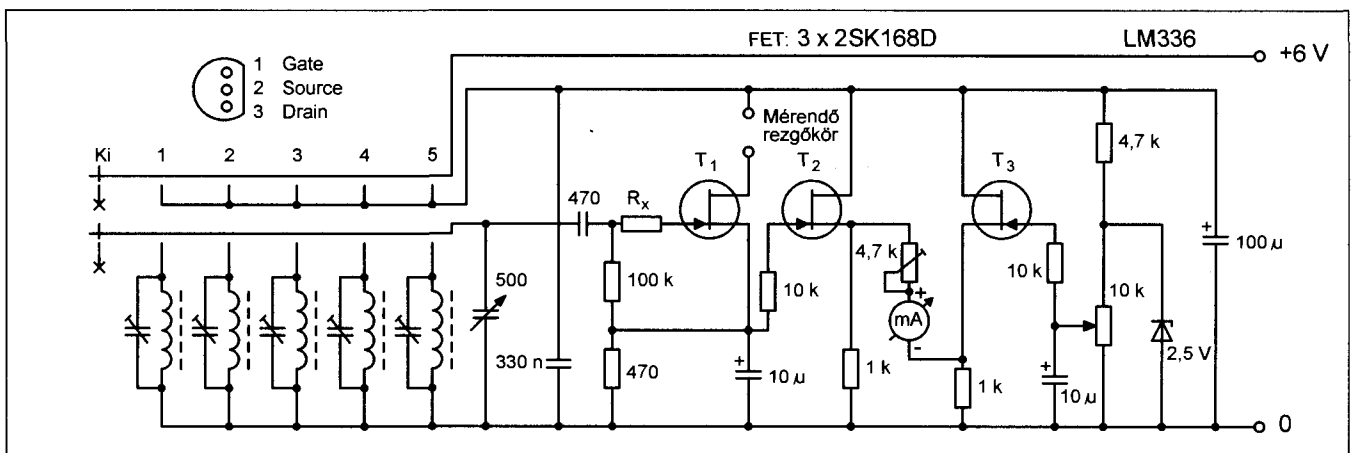 FET: 3 x 2SK168D
LM336
+6 V
1 Gate
2 Source
3 Drain
Mérendő
rezgőkör
Ki 1 2 3 4 5
T1
T2
T3
4,7 k
470
Rx
500
100 k
10 k
4,7 k
+
mA
-
10 k
10 k
+
100 µ
330 n
470
+
10 µ
1 k
1 k
+
10 µ
2,5 V
0